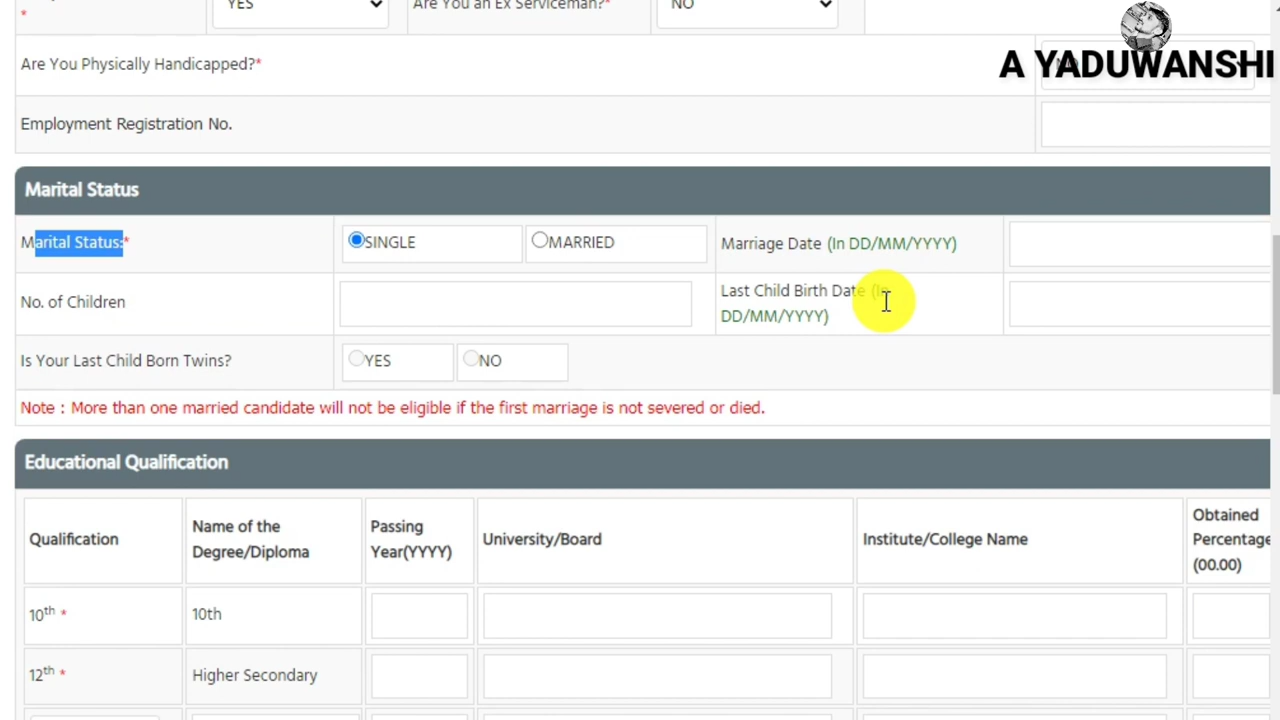 *
YES
Are You an Ex Serviceman?*
NO
Are You Physically Handicapped?*
A YADUWANSHI
Employment Registration No.
Marital Status
Marital Status:*
SINGLE
MARRIED
Marriage Date (In DD/MM/YYYY)
No. of Children
Last Child Birth Date (In
DD/MM/YYYY)
Is Your Last Child Born Twins?
YES
NO
Note : More than one married candidate will not be eligible if the first marriage is not severed or died.
Educational Qualification
Qualification
Name of the
Degree/Diploma
Passing
Year(YYYY)
University/Board
Institute/College Name
Obtained
Percentage
(00.00)
10th *
10th
12th *
Higher Secondary